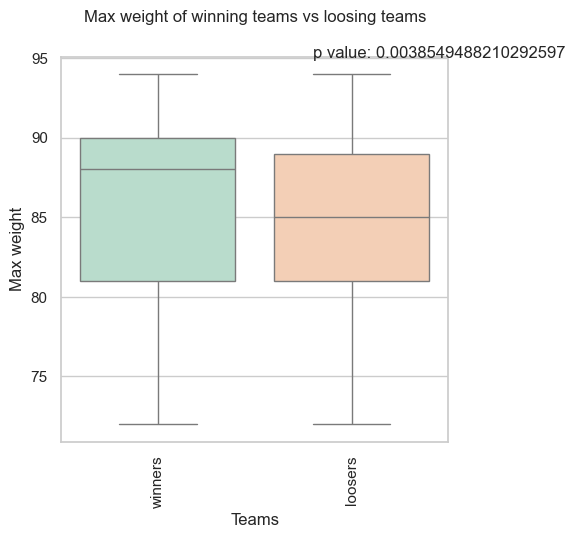 Max weight of winning teams vs loosing teams
p value: 0.0038549488210292597
95
90
85
80
75
Max weight
winners
loosers
Teams